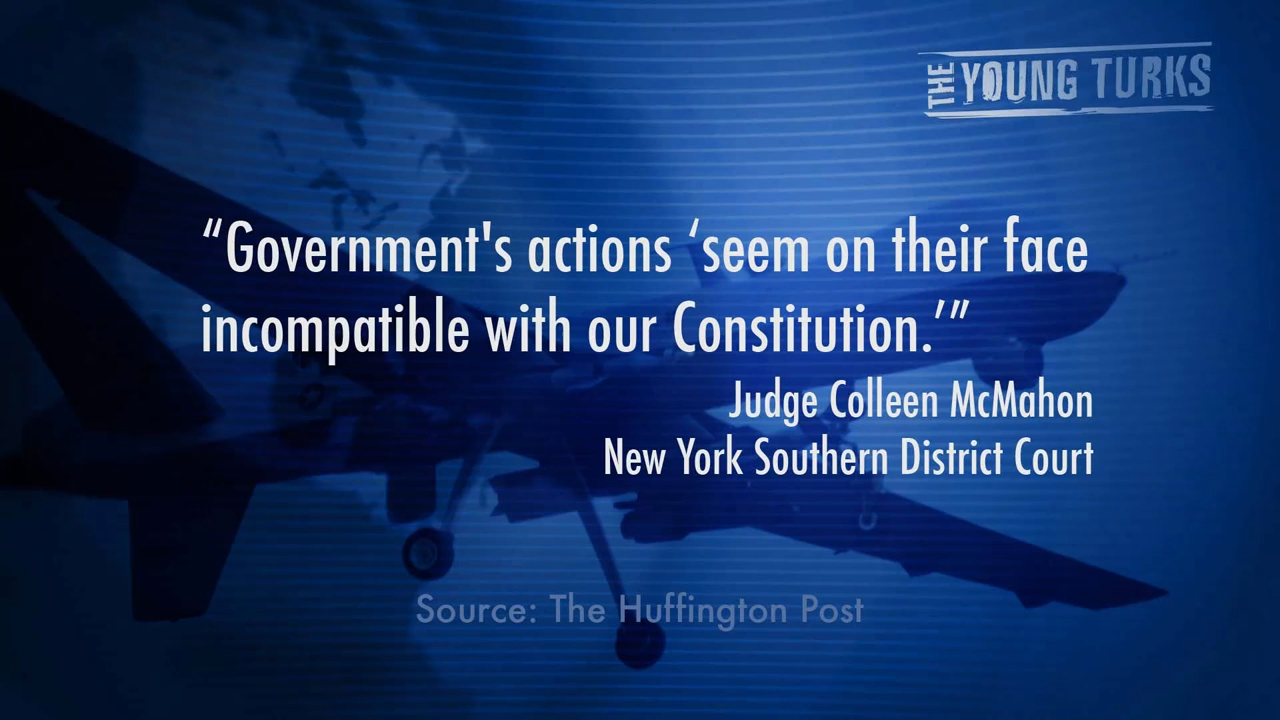 THE YOUNG TURKS
“Government's actions ‘seem on their face
incompatible with our Constitution.’”
Judge Colleen McMahon
New York Southern District Court
Source: The Huffington Post